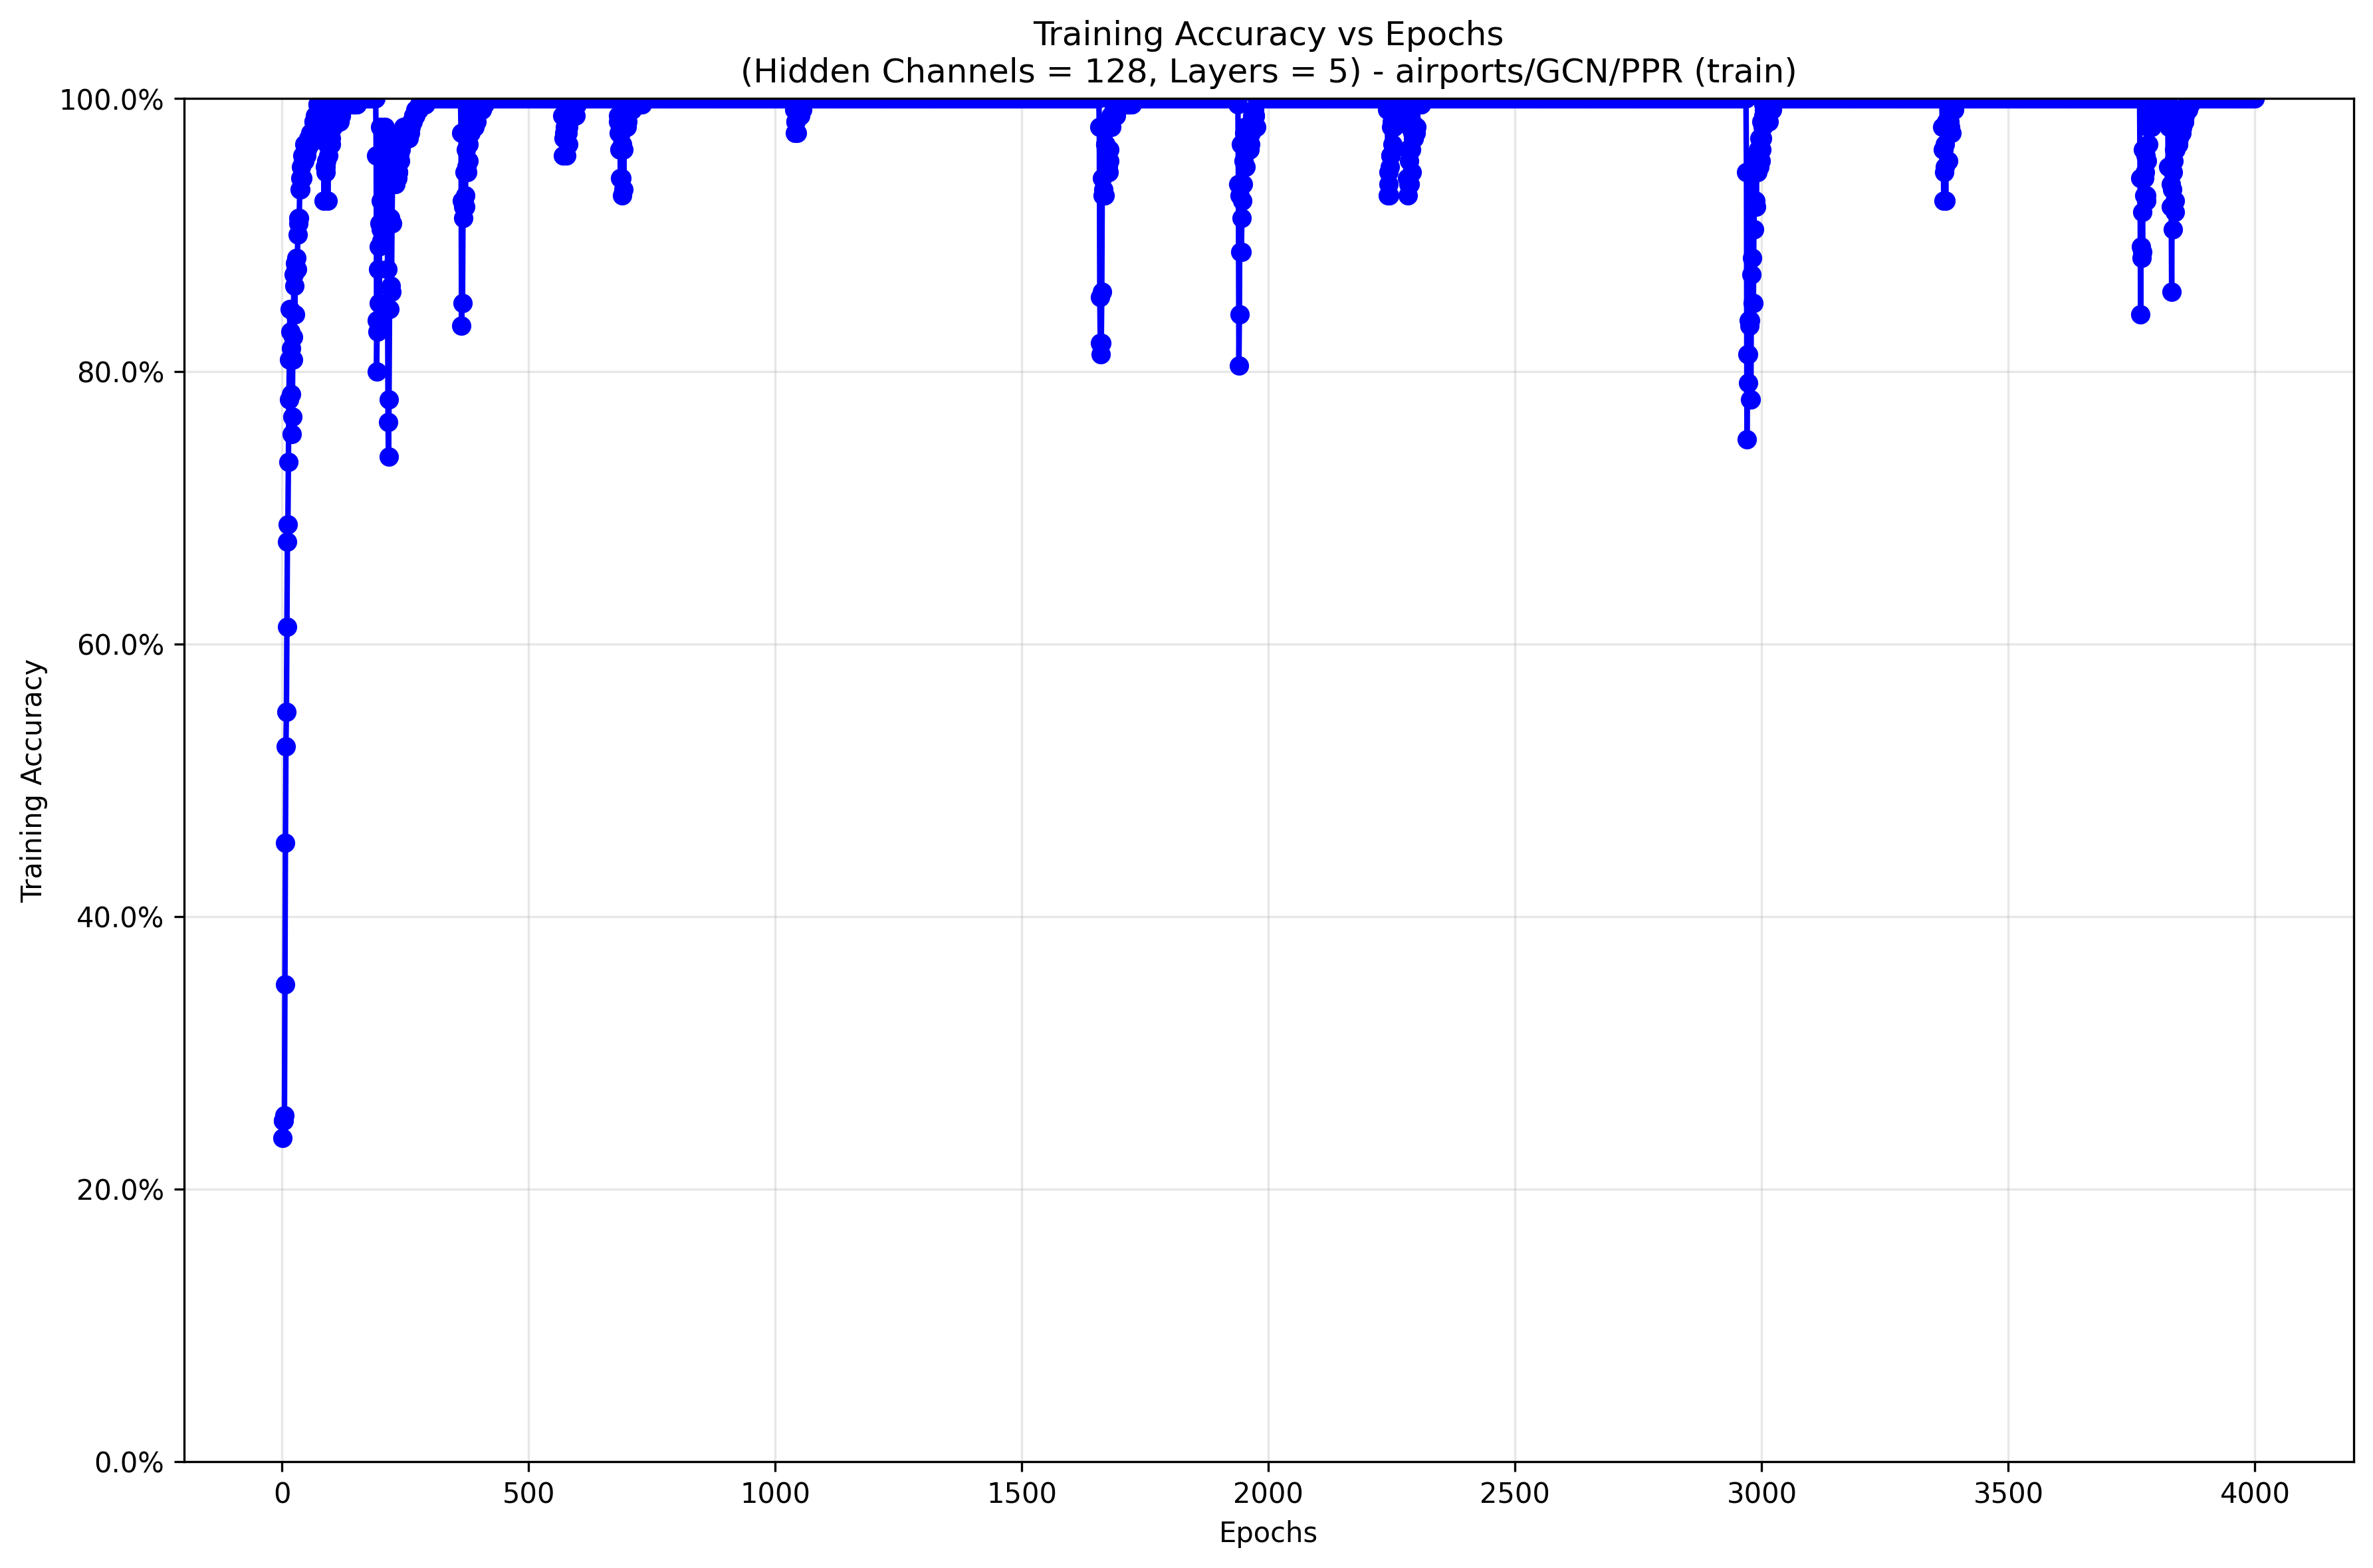 Training Accuracy vs Epochs
(Hidden Channels = 128, Layers = 5) - airports/GCN/PPR (train)
100.0%
80.0%
60.0%
40.0%
20.0%
0.0%
Training Accuracy
0 500 1000 1500 2000 2500 3000 3500 4000
Epochs